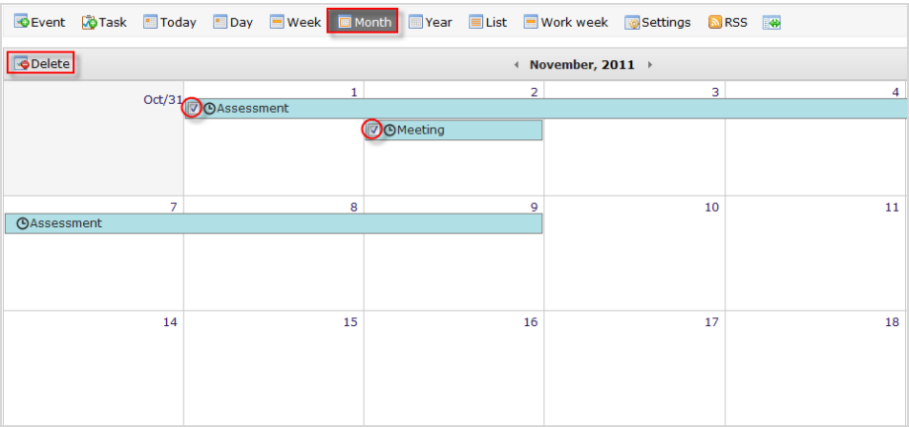 Event Task Today Day Week Month Year List Work week Settings RSS
Delete November, 2011
Oct/31 1 2 3 4
Assessment
Meeting
7 8 9 10 11
Assessment
14 15 16 17 18